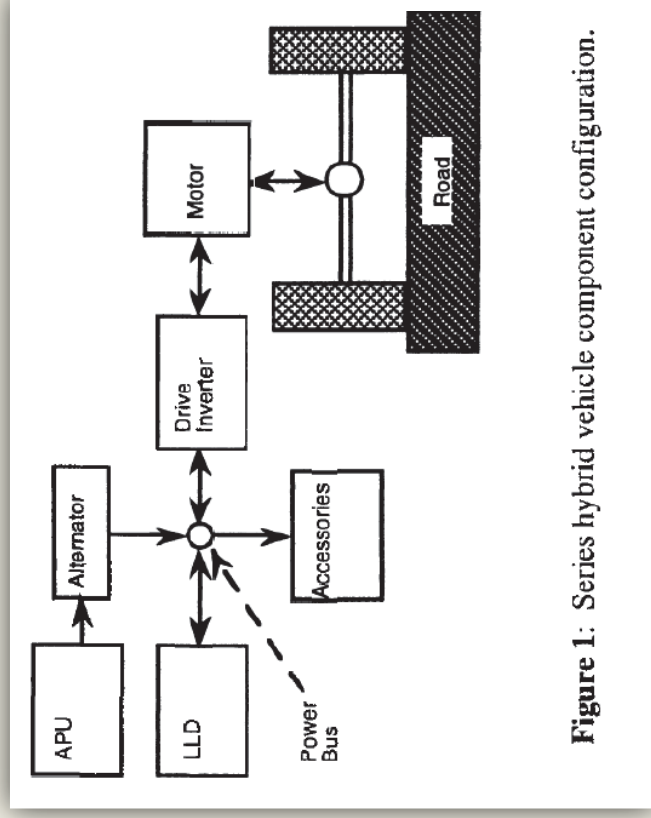 APU
Alternator
LLD
Drive
Inverter
Motor
Accessories
Power
Bus
Road
Figure 1: Series hybrid vehicle component configuration.